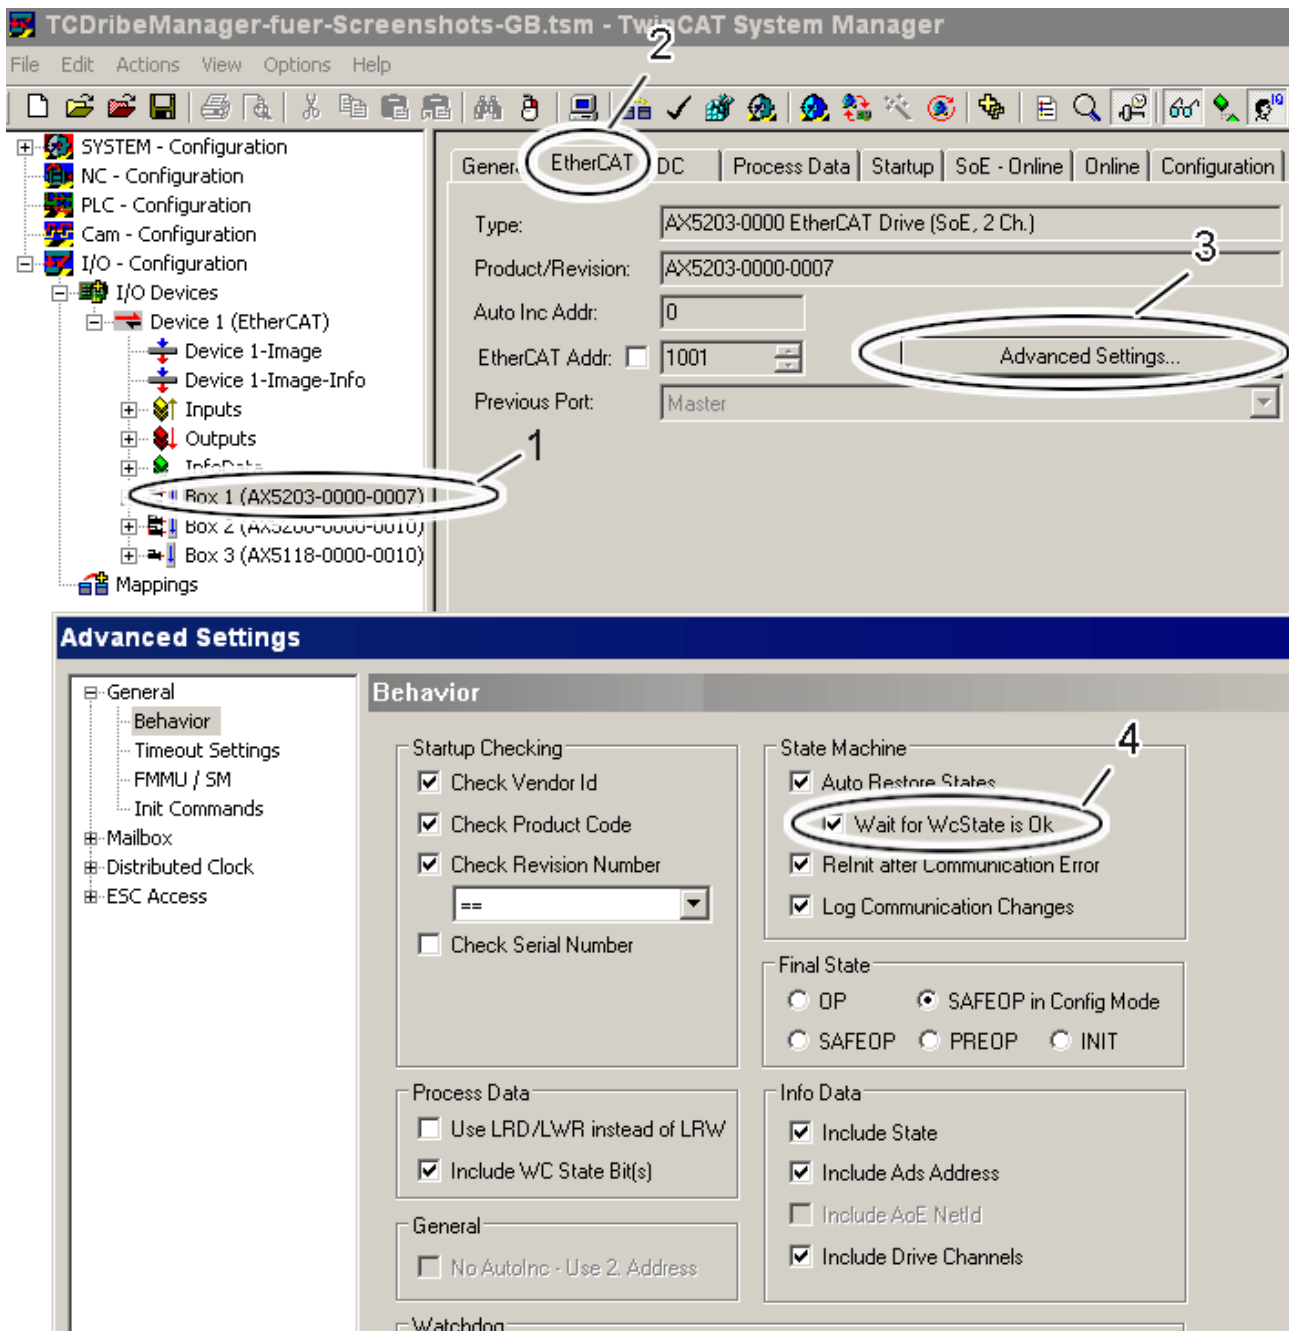 TCDribeManager-fuer-Screenshots-GB.tsm - TwinCAT System Manager
2
File Edit Actions View Options Help
SYSTEM - Configuration
NC - Configuration
PLC - Configuration
Cam - Configuration
I/O - Configuration
I/O Devices
Device 1 (EtherCAT)
Device 1-Image
Device 1-Image-Info
Inputs
Outputs
InfoData
Box 1 (AX5203-0000-0007)
Box 2 (AX5200-0000-0010)
Box 3 (AX5118-0000-0010)
Mappings
1
General EtherCAT DC Process Data Startup SoE - Online Online Configuration
Type: AX5203-0000 EtherCAT Drive (SoE, 2 Ch.)
3
Product/Revision: AX5203-0000-0007
Auto Inc Addr: 0
EtherCAT Addr: 1001 Advanced Settings...
Previous Port: Master
Advanced Settings
General
Behavior
Timeout Settings
FMMU / SM
Init Commands
Mailbox
Distributed Clock
ESC Access
Behavior
Startup Checking
Check Vendor Id
Check Product Code
Check Revision Number
==
Check Serial Number
State Machine
4
Auto Restore States
Wait for WcState is Ok
ReInit after Communication Error
Log Communication Changes
Final State
OP SAFEOP in Config Mode
SAFEOP PREOP INIT
Process Data
Use LRD/LWR instead of LRW
Include WC State Bit(s)
General
No AutoInc - Use 2. Address
Info Data
Include State
Include Ads Address
Include AoE NetId
Include Drive Channels
Watchdog